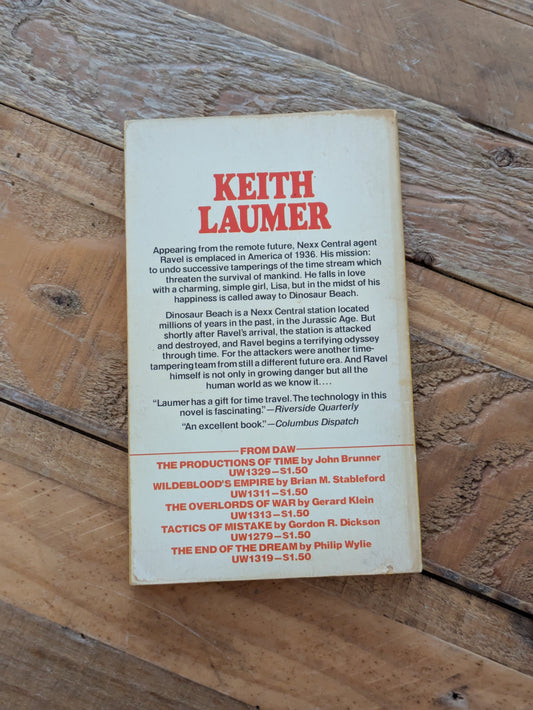 KEITH
LAUMER
Appearing from the remote future, Nexx Central agent
Ravel is emplaced in America of 1936. His mission:
to undo successive tamperings of the time stream which
threaten the survival of mankind. He falls in love
with a charming, simple girl, Lisa, but in the midst of his
happiness is called away to Dinosaur Beach.
Dinosaur Beach is a Nexx Central station located
millions of years in the past, in the Jurassic Age. But
shortly after Ravel's arrival, the station is attacked
and destroyed, and Ravel begins a terrifying odyssey
through time. For the attackers were another time-
tampering team from still a different future era. And Ravel
himself is not only in growing danger but all the
human world as we know it....
"Laumer has a gift for time travel. The technology in this
novel is fascinating."—Riverside Quarterly
"An excellent book."—Columbus Dispatch
FROM DAW
THE PRODUCTIONS OF TIME by John Brunner
UW1329—$1.50
WILDEBLOOD'S EMPIRE by Brian M. Stableford
UW1311—$1.50
THE OVERLORDS OF WAR by Gerard Klein
UW1313—$1.50
TACTICS OF MISTAKE by Gordon R. Dickson
UW1279—$1.50
THE END OF THE DREAM by Philip Wylie
UW1319—$1.50